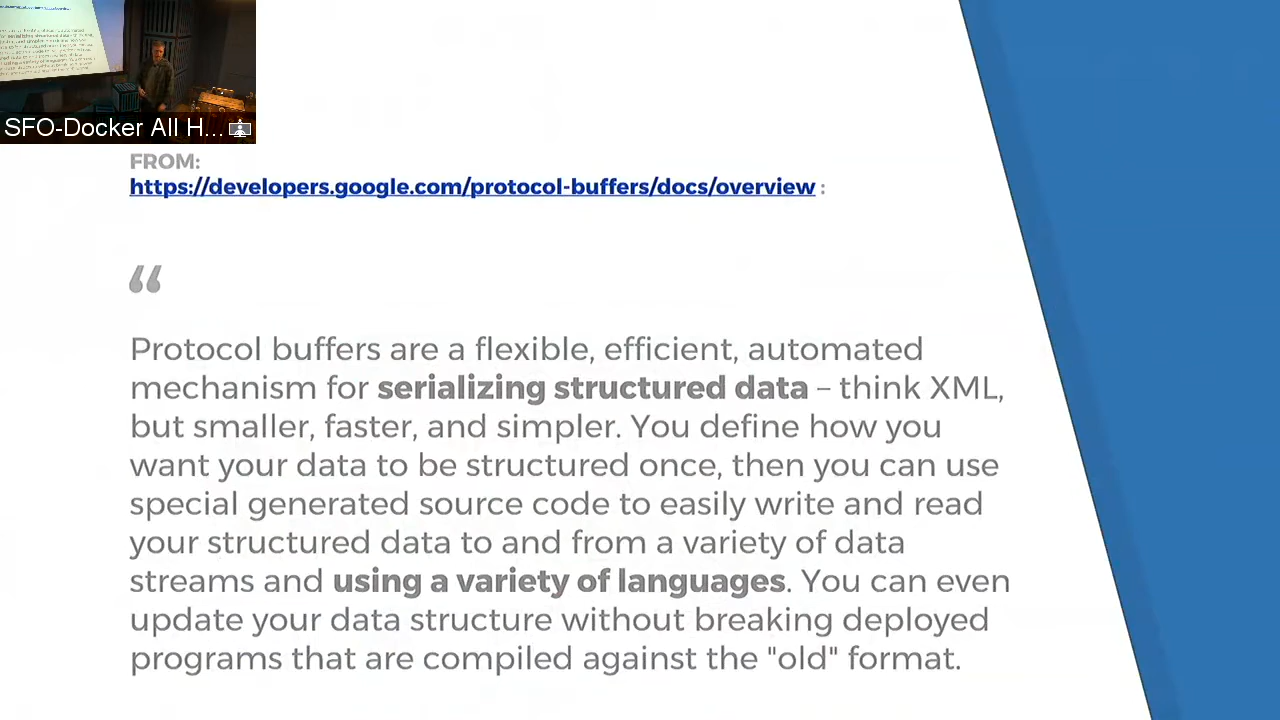 SFO-Docker All H...
FROM:
https://developers.google.com/protocol-buffers/docs/overview :
“
Protocol buffers are a flexible, efficient, automated
mechanism for serializing structured data – think XML,
but smaller, faster, and simpler. You define how you
want your data to be structured once, then you can use
special generated source code to easily write and read
your structured data to and from a variety of data
streams and using a variety of languages. You can even
update your data structure without breaking deployed
programs that are compiled against the "old" format.